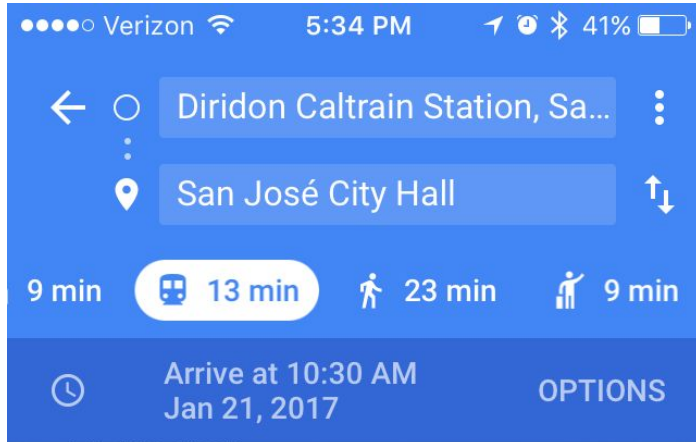 Verizon 5:34 PM 41%
Diridon Caltrain Station, Sa...
San José City Hall
9 min 13 min 23 min 9 min
Arrive at 10:30 AM
Jan 21, 2017
OPTIONS